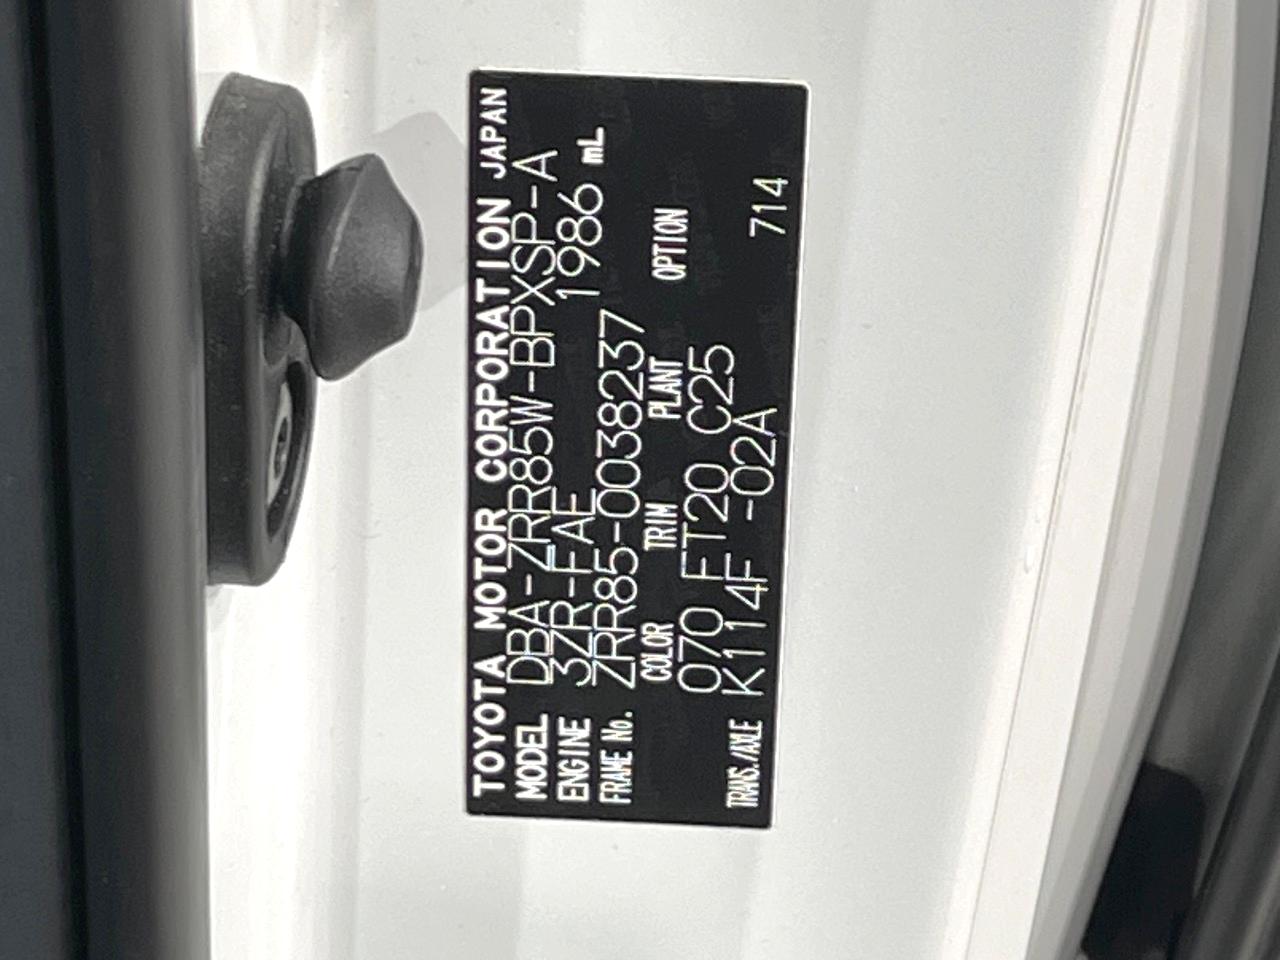 TOYOTA MOTOR CORPORATION JAPAN
MODEL DBA-ZRR85W-BPXSP-A
ENGINE 3ZR-FAE 1986 mL
FRAME No. ZRR85-0038237
COLOR TRIM PLANT OPTION
070 FT20 C25
TRANS./AXLE K114F -02A 714